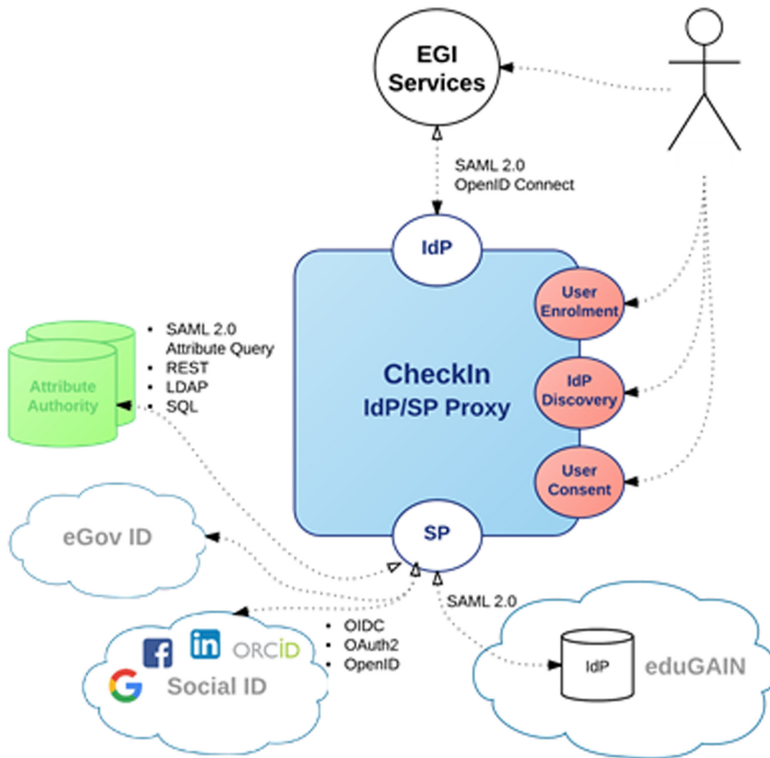 EGI
Services
SAML 2.0
OpenID Connect
IdP
User
Enrolment
• SAML 2.0
Attribute Query
• REST
• LDAP
• SQL
Attribute
Authority
CheckIn
IdP/SP Proxy
IdP
Discovery
User
Consent
eGov ID
SP
SAML 2.0
• OIDC
• OAuth2
• OpenID
in
ORCiD
Social ID
IdP
eduGAIN